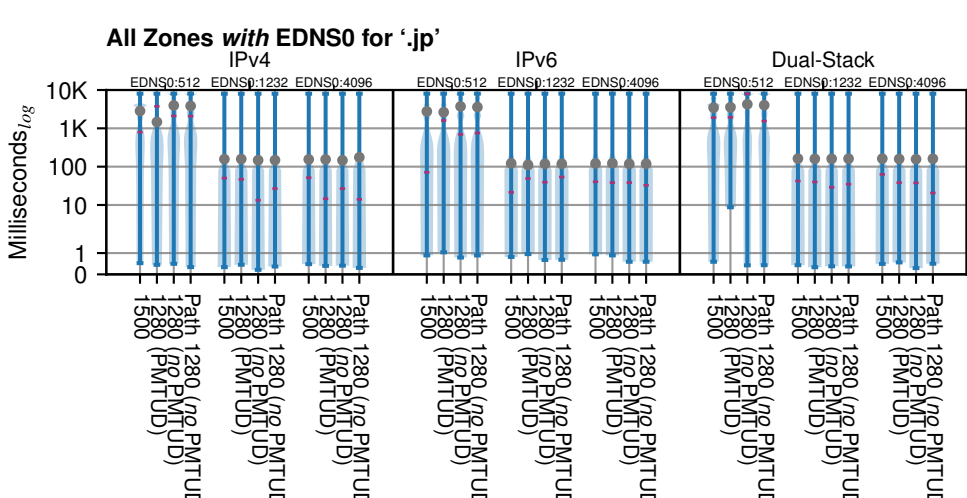 All Zones with EDNS0 for ‘.jp’
IPv4 IPv6 Dual-Stack
EDNS0:512 EDNS0:1232 EDNS0:4096 EDNS0:512 EDNS0:1232 EDNS0:4096 EDNS0:512 EDNS0:1232 EDNS0:4096
Milliseconds log
10K
1K
100
10
1
0
1500
1280 (PMTUD)
1280 (no PMTUD)
Path 1280 (no PMTUD
1500
1280 (PMTUD)
1280 (no PMTUD)
Path 1280 (no PMTUD
1500
1280 (PMTUD)
1280 (no PMTUD)
Path 1280 (no PMTUD
1500
1280 (PMTUD)
1280 (no PMTUD)
Path 1280 (no PMTUD
1500
1280 (PMTUD)
1280 (no PMTUD)
Path 1280 (no PMTUD
1500
1280 (PMTUD)
1280 (no PMTUD)
Path 1280 (no PMTUD
1500
1280 (PMTUD)
1280 (no PMTUD)
Path 1280 (no PMTUD
1500
1280 (PMTUD)
1280 (no PMTUD)
Path 1280 (no PMTUD
1500
1280 (PMTUD)
1280 (no PMTUD)
Path 1280 (no PMTUD